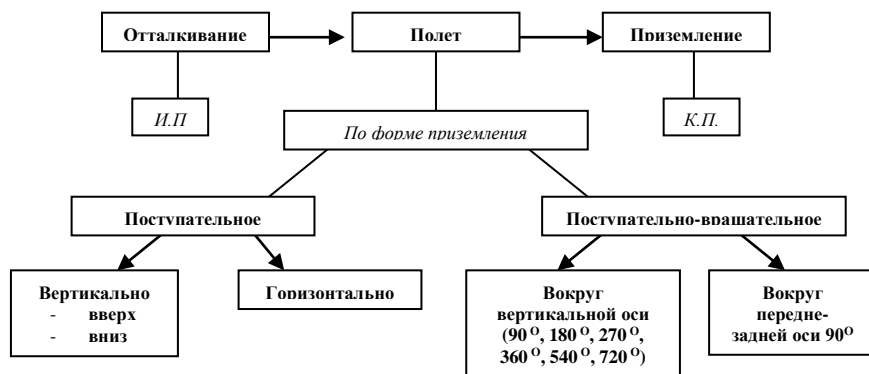 Отталкивание
Полет
Приземление
И.П
К.П.
По форме приземления
Поступательное
Поступательно-вращательное
Вертикально
- вверх
- вниз
Горизонтально
Вокруг
вертикальной оси
(90 О, 180 О, 270 О,
360 О, 540 О, 720 О)
Вокруг
передне-
задней оси 90О